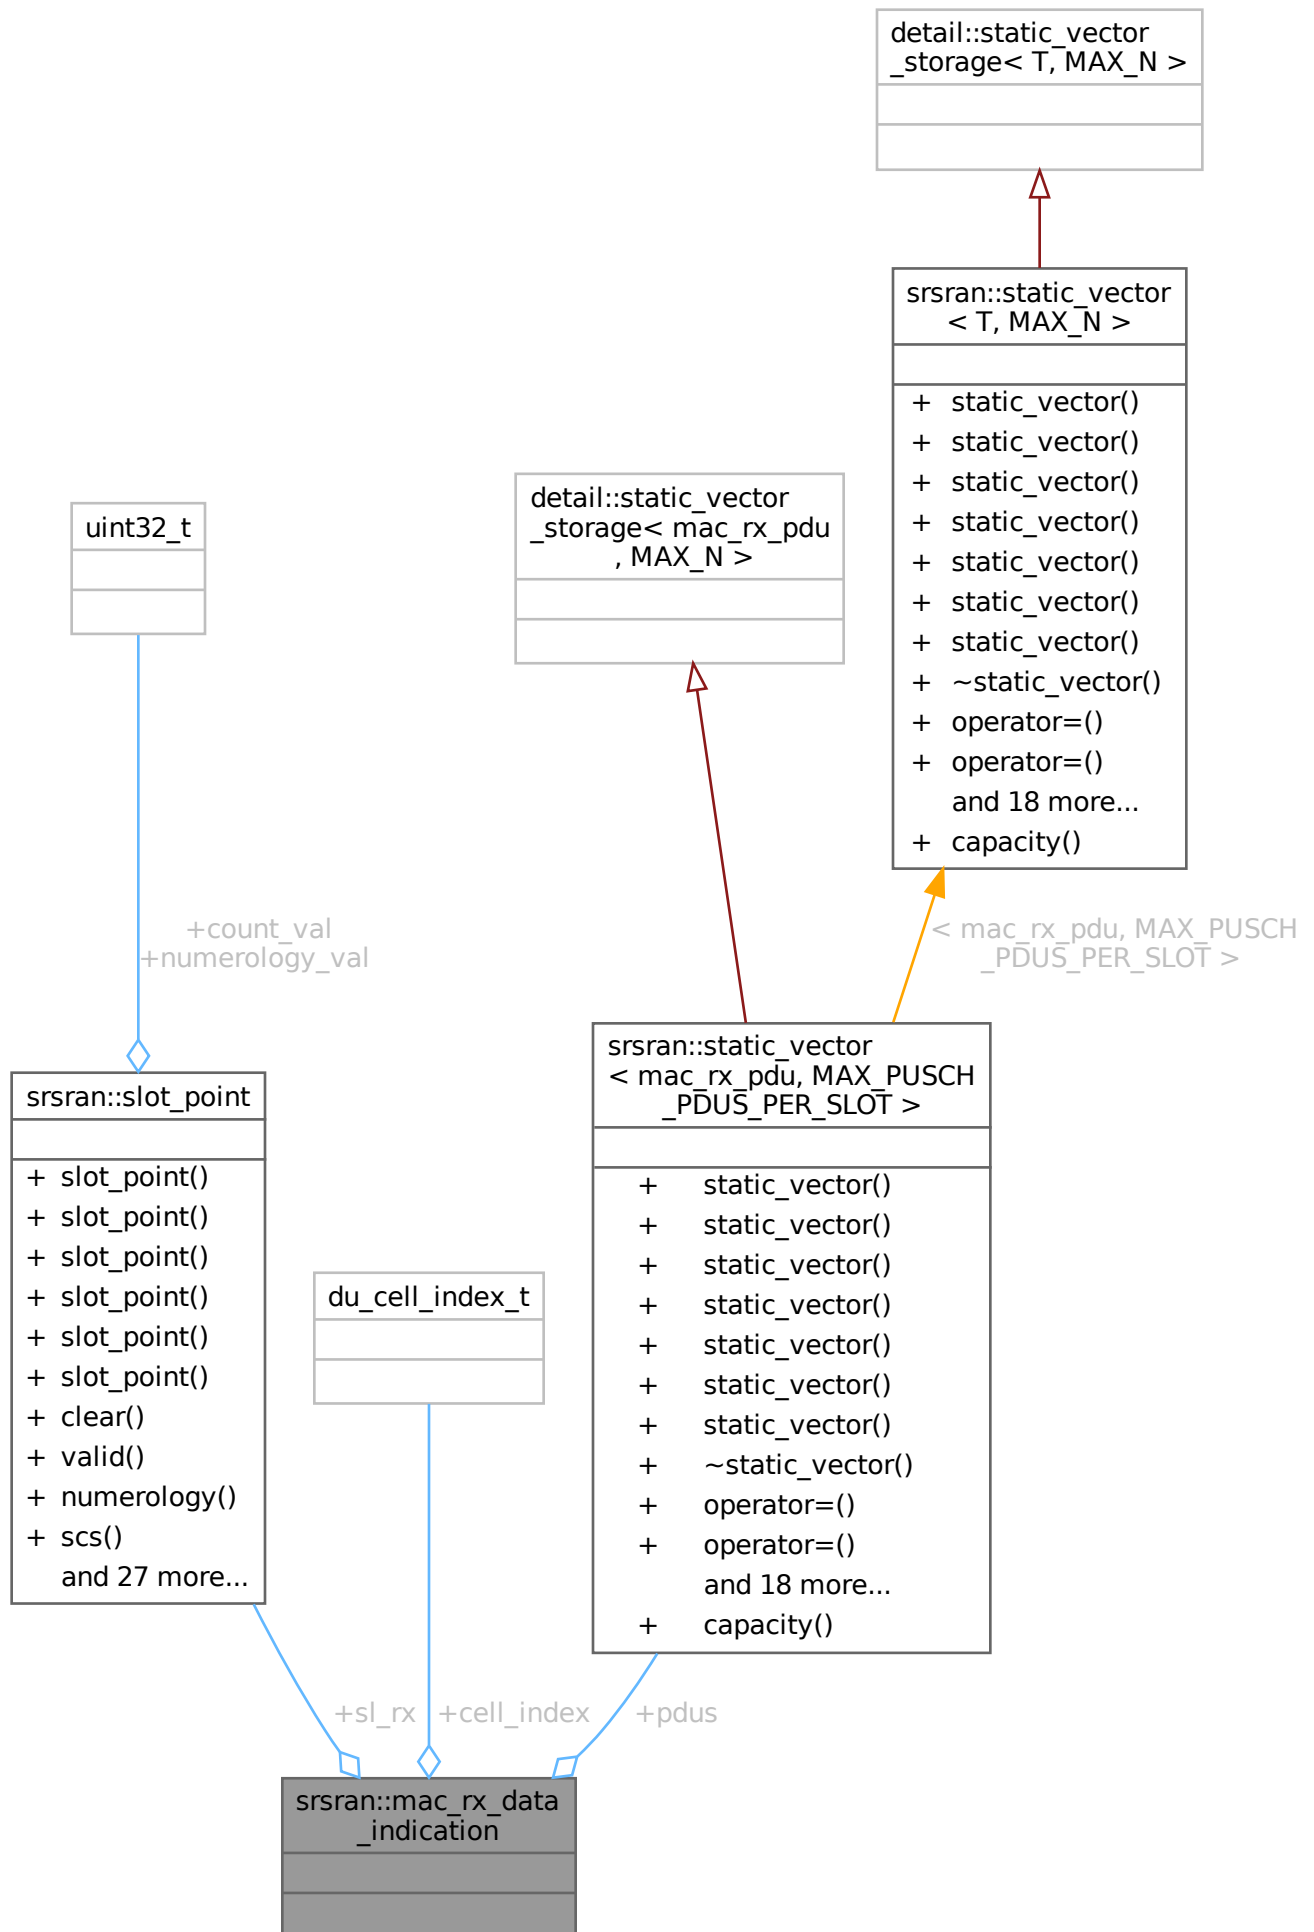 detail::static_vector
_storage< T, MAX_N >
srsran::static_vector
< T, MAX_N >
+ static_vector()
+ static_vector()
+ static_vector()
+ static_vector()
+ static_vector()
+ static_vector()
+ static_vector()
+ ~static_vector()
+ operator=()
+ operator=()
and 18 more...
+ capacity()
detail::static_vector
_storage< mac_rx_pdu
, MAX_N >
uint32_t
+count_val
+numerology_val
< mac_rx_pdu, MAX_PUSCH
_PDUS_PER_SLOT >
srsran::static_vector
< mac_rx_pdu, MAX_PUSCH
_PDUS_PER_SLOT >
+ static_vector()
+ static_vector()
+ static_vector()
+ static_vector()
+ static_vector()
+ static_vector()
+ static_vector()
+ ~static_vector()
+ operator=()
+ operator=()
and 18 more...
+ capacity()
srsran::slot_point
+ slot_point()
+ slot_point()
+ slot_point()
+ slot_point()
+ slot_point()
+ slot_point()
+ clear()
+ valid()
+ numerology()
+ scs()
and 27 more...
du_cell_index_t
+sl_rx
+cell_index
+pdus
srsran::mac_rx_data
_indication